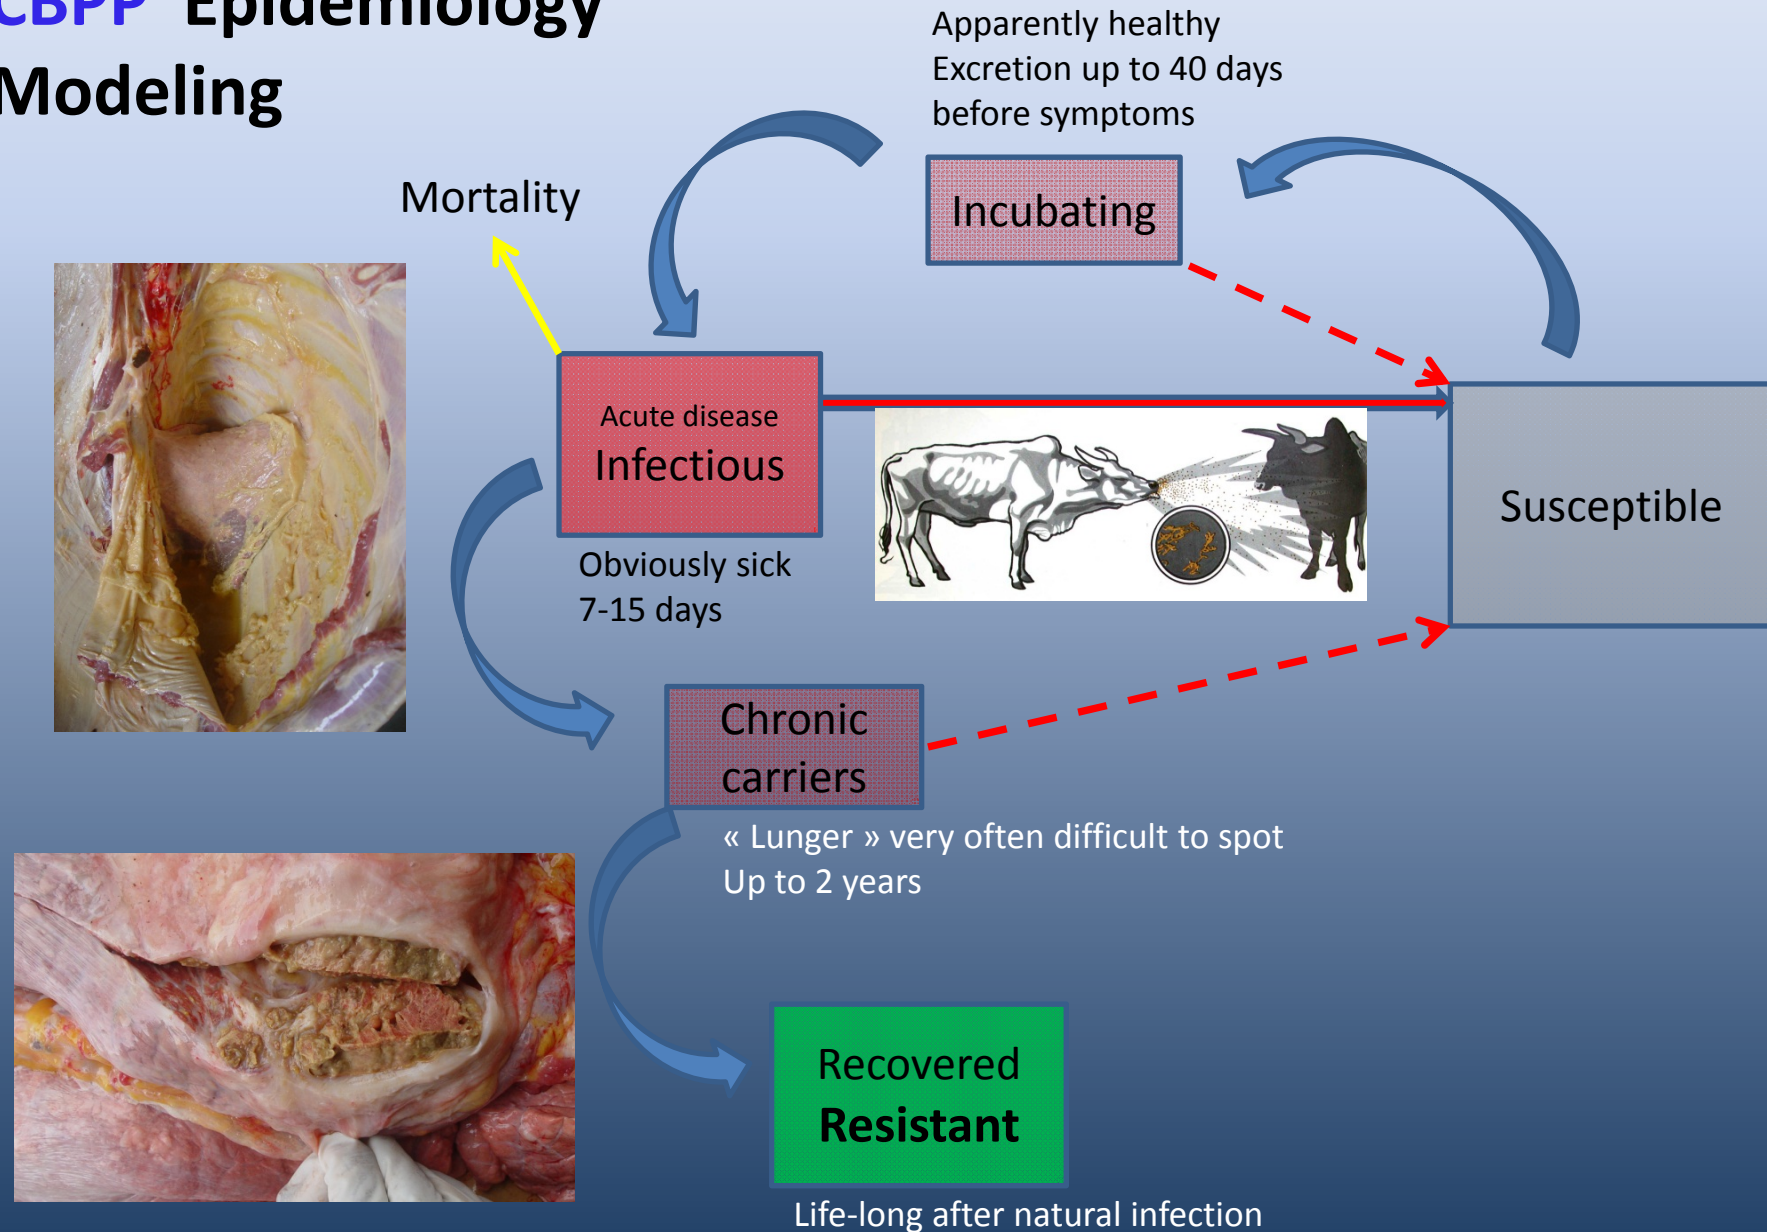 CBPP Epidemiology
Modeling
Apparently healthy
Excretion up to 40 days
before symptoms
Mortality
Incubating
Acute disease
Infectious
Susceptible
Obviously sick
7-15 days
Chronic
carriers
« Lunger » very often difficult to spot
Up to 2 years
Recovered
Resistant
Life-long after natural infection